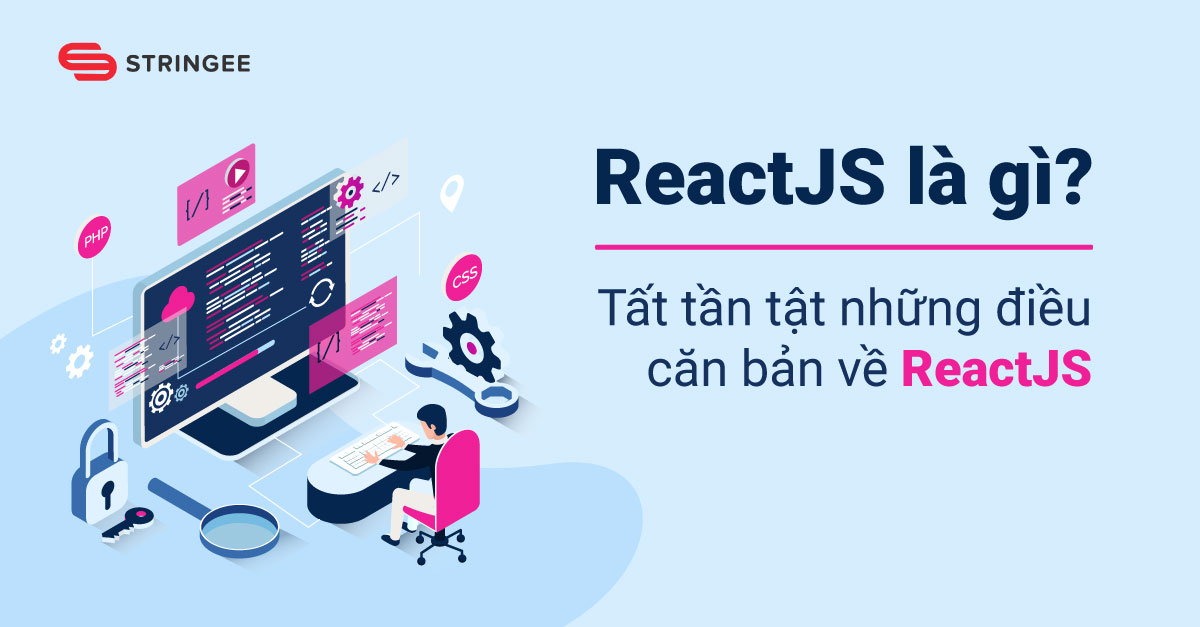 STRINGEE
ReactJS là gì?
Tất tần tật những điều
căn bản về ReactJS
PHP
{/}
</>
CSS
</>
{/}